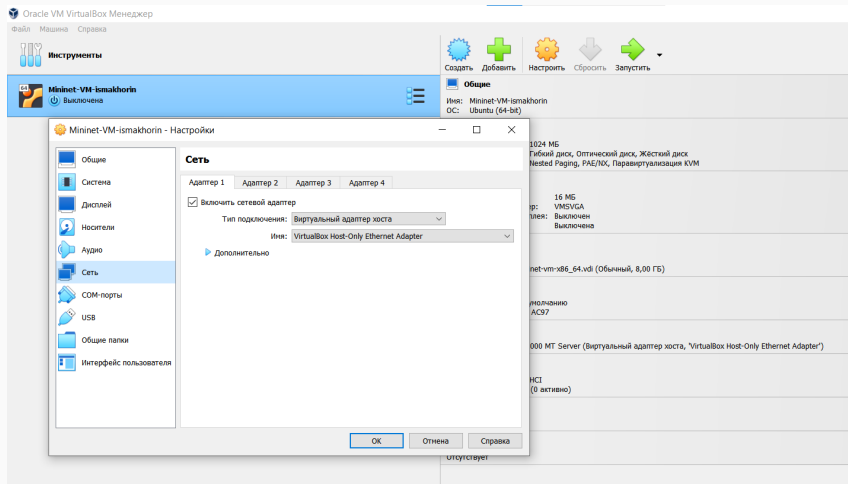 Oracle VM VirtualBox Менеджер
Файл Машина Справка
Инструменты
Создать Добавить Настроить Сбросить Запустить
64
Mininet-VM-ismakhorin
Выключена
Общие
Имя: Mininet-VM-ismakhorin
ОС: Ubuntu (64-bit)
Mininet-VM-ismakhorin - Настройки
Общие
Система
Дисплей
Носители
Аудио
Сеть
COM-порты
USB
Общие папки
Интерфейс пользователя
Сеть
Адаптер 1 Адаптер 2 Адаптер 3 Адаптер 4
Включить сетевой адаптер
Тип подключения: Виртуальный адаптер хоста
Имя: VirtualBox Host-Only Ethernet Adapter
Дополнительно
ОК Отмена Справка
1024 МБ
Гибкий диск, Оптический диск, Жёсткий диск
Nested Paging, PAE/NX, Паравиртуализация KVM
16 МБ
ер: VMSVGA
плея: Выключен
Выключена
net-vm-x86_64.vdi (Обычный, 8,00 ГБ)
умолчанию
AC97
000 MT Server (Виртуальный адаптер хоста, 'VirtualBox Host-Only Ethernet Adapter')
HCI
(0 активно)
Отсутствует